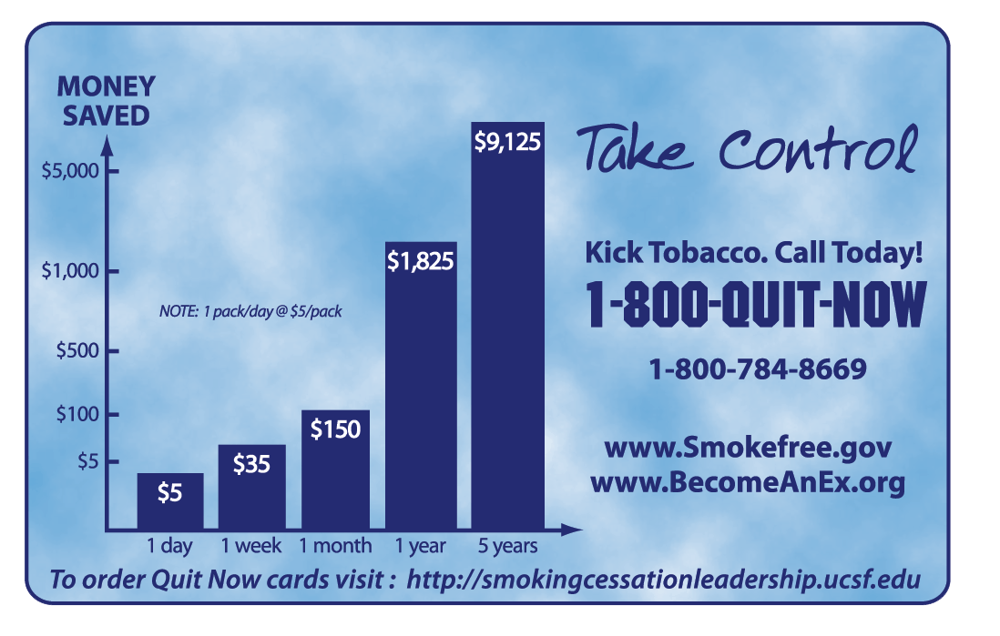 MONEY
SAVED
$5,000
$1,000
$500
$100
$5
NOTE: 1 pack/day @ $5/pack
$5
$35
$150
$1,825
$9,125
1 day
1 week
1 month
1 year
5 years
Take Control
Kick Tobacco. Call Today!
1-800-QUIT-NOW
1-800-784-8669
www.Smokefree.gov
www.BecomeAnEx.org
To order Quit Now cards visit : http://smokingcessationleadership.ucsf.edu